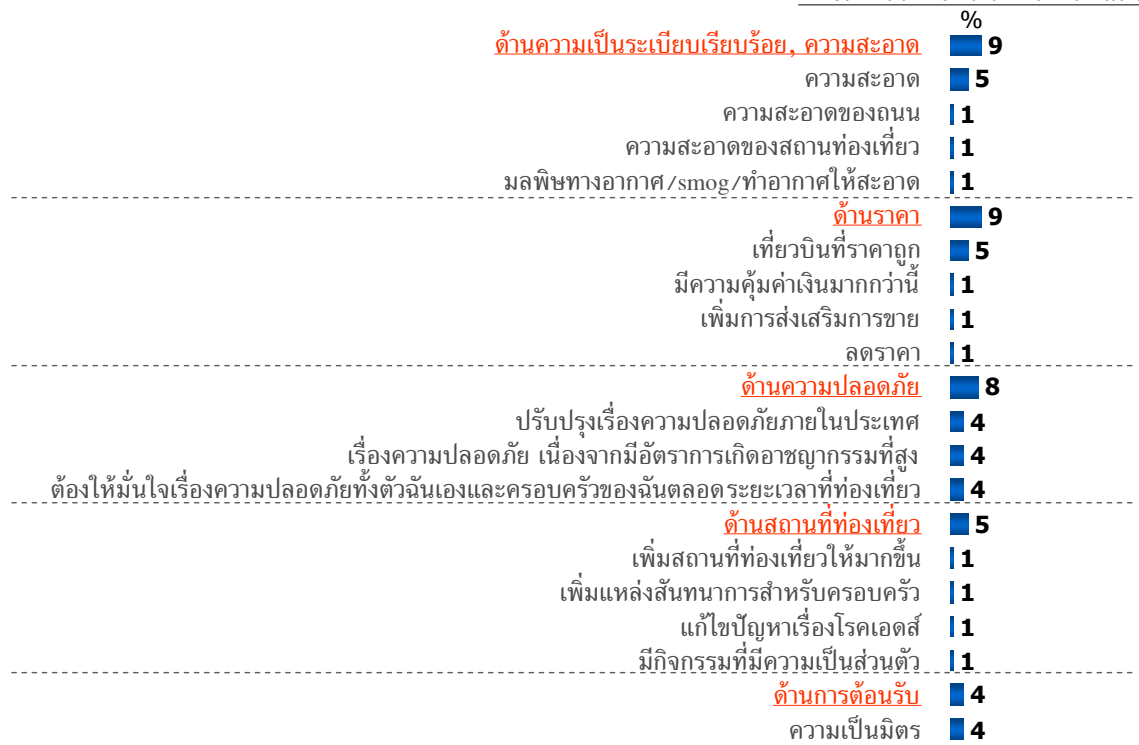 %
ด้านความเป็นระเบียบเรียบร้อย, ความสะอาด 9
ความสะอาด 5
ความสะอาดของถนน 1
ความสะอาดของสถานท่องเที่ยว 1
มลพิษทางอากาศ/smog/ทำอากาศให้สะอาด 1
ด้านราคา 9
เที่ยวบินที่ราคาถูก 5
มีความคุ้มค่าเงินมากกว่านี้ 1
เพิ่มการส่งเสริมการขาย 1
ลดราคา 1
ด้านความปลอดภัย 8
ปรับปรุงเรื่องความปลอดภัยภายในประเทศ 4
เรื่องความปลอดภัย เนื่องจากมีอัตราการเกิดอาชญากรรมที่สูง 4
ต้องให้มั่นใจเรื่องความปลอดภัยทั้งตัวฉันเองและครอบครัวของฉันตลอดระยะเวลาที่ท่องเที่ยว 4
ด้านสถานที่ท่องเที่ยว 5
เพิ่มสถานที่ท่องเที่ยวให้มากขึ้น 1
เพิ่มแหล่งสันทนาการสำหรับครอบครัว 1
แก้ไขปัญหาเรื่องโรคเอดส์ 1
มีกิจกรรมที่มีความเป็นส่วนตัว 1
ด้านการต้อนรับ 4
ความเป็นมิตร 4